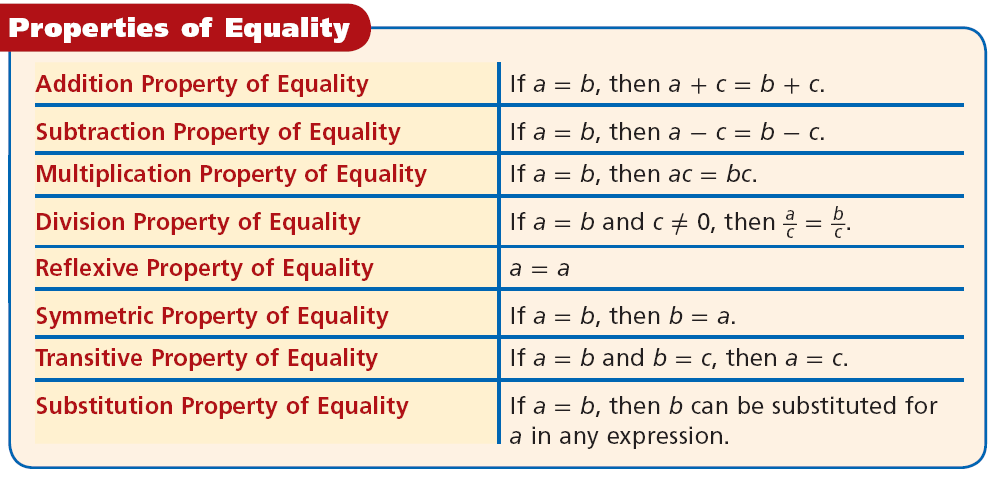 Properties of Equality
Addition Property of Equality If a = b, then a + c = b + c.
Subtraction Property of Equality If a = b, then a − c = b − c.
Multiplication Property of Equality If a = b, then ac = bc.
Division Property of Equality If a = b and c ≠ 0, then a/c = b/c.
Reflexive Property of Equality a = a
Symmetric Property of Equality If a = b, then b = a.
Transitive Property of Equality If a = b and b = c, then a = c.
Substitution Property of Equality If a = b, then b can be substituted for
a in any expression.